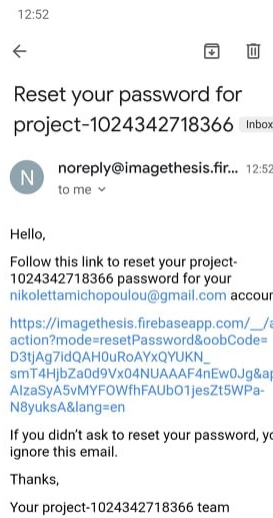 12:52
Reset your password for
project-1024342718366 Inbox
N
noreply@imagethesis.fir... 12:52
to me
Hello,
Follow this link to reset your project-
1024342718366 password for your
nikolettamichopoulou@gmail.com accour
https://imagethesis.firebaseapp.com/__/a
action?mode=resetPassword&oobCode=
D3tjAg7idQAH0uRoAYxQYUKN_
smT4HjbZa0d9Vx04NUAAAF4nEw0Jg&ap
AIzaSyA5vMYFOWfhFAUbO1jesZt5WPa-
N8yuksA&lang=en
If you didn't ask to reset your password, yo
ignore this email.
Thanks,
Your project-1024342718366 team